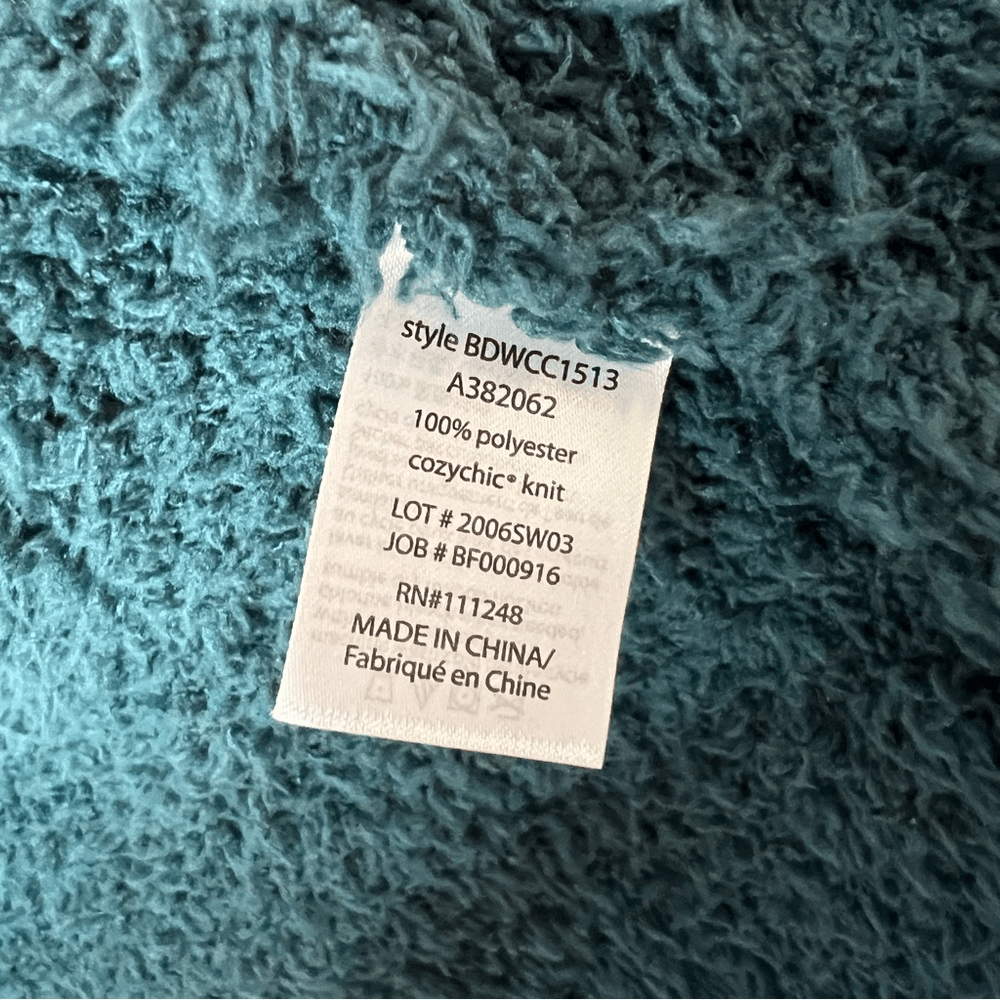 style BDWCC1513
A382062
100% polyester
cozychic® knit
LOT # 2006SW03
JOB # BF000916
RN#111248
MADE IN CHINA/
Fabriqué en Chine